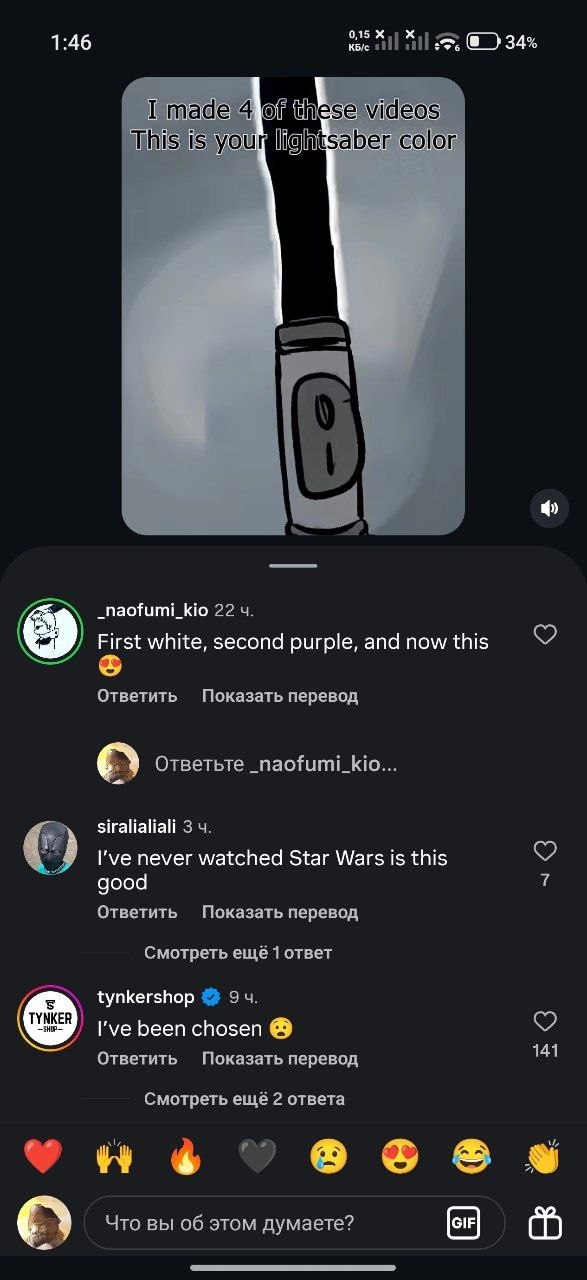 1:46
0,15
КБ/с
6
34%
I made 4 of these videos
This is your lightsaber color
_naofumi_kio 22 ч.
First white, second purple, and now this
😍
Ответить Показать перевод
Ответьте _naofumi_kio...
siralialiali 3 ч.
I’ve never watched Star Wars is this
good
7
Ответить Показать перевод
Смотреть ещё 1 ответ
TYNKER
SHOP
tynkershop 9 ч.
I’ve been chosen 😧
141
Ответить Показать перевод
Смотреть ещё 2 ответа
❤️ 🙌 🔥 🖤 😢 😍 😂 👏
Что вы об этом думаете?
GIF